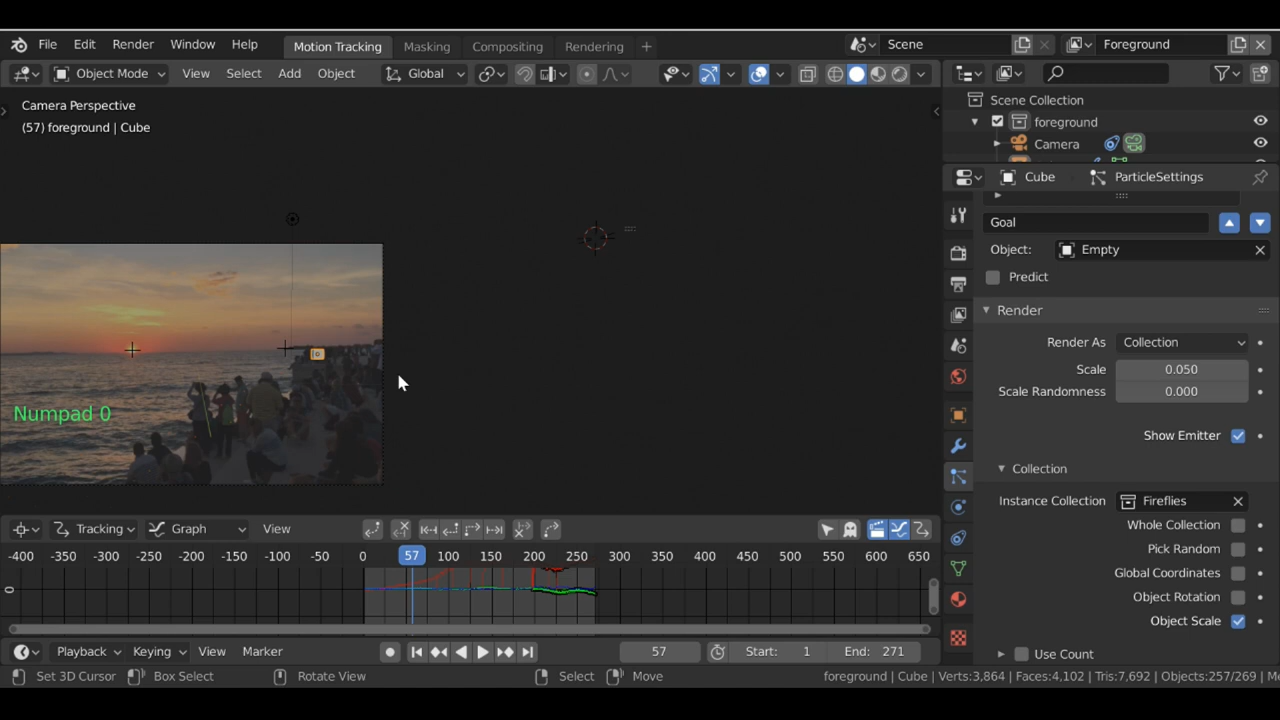 File Edit Render Window Help Motion Tracking Masking Compositing Rendering + Scene Foreground
Object Mode View Select Add Object Global
Camera Perspective
(57) foreground | Cube
Numpad 0
Scene Collection
foreground
Camera
Cube ParticleSettings
Goal
Object: Empty
Predict
Render
Render As Collection
Scale 0.050
Scale Randomness 0.000
Show Emitter
Collection
Instance Collection Fireflies
Whole Collection
Pick Random
Global Coordinates
Object Rotation
Object Scale
Use Count
Tracking Graph View
-400 -350 -300 -250 -200 -150 -100 -50 0 57 100 150 200 250 300 350 400 450 500 550 600 650
0
Playback Keying View Marker 57 Start: 1 End: 271
Set 3D Cursor Box Select Rotate View Select Move foreground | Cube | Verts:3,864 | Faces:4,102 | Tris:7,692 | Objects:257/269 |